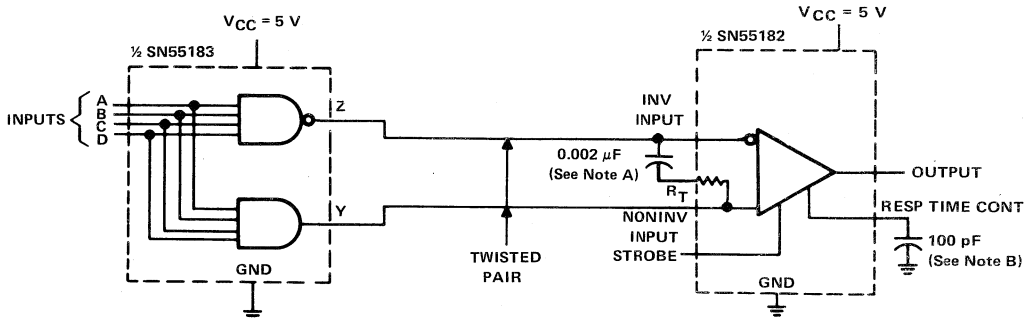 VCC = 5 V
½ SN55183
INPUTS
A
B
C
D
Z
Y
GND
TWISTED
PAIR
VCC = 5 V
½ SN55182
INV
INPUT
0.002 µF
(See Note A)
RT
NONINV
INPUT
STROBE
OUTPUT
RESP TIME CONT
100 pF
(See Note B)
GND